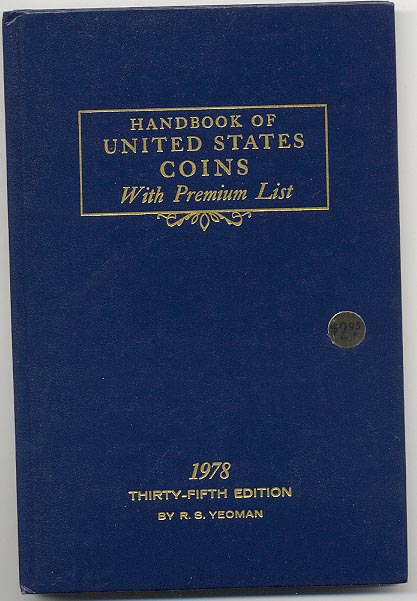 HANDBOOK OF
UNITED STATES
COINS
With Premium List
$2.95
1978
THIRTY-FIFTH EDITION
BY R. S. YEOMAN